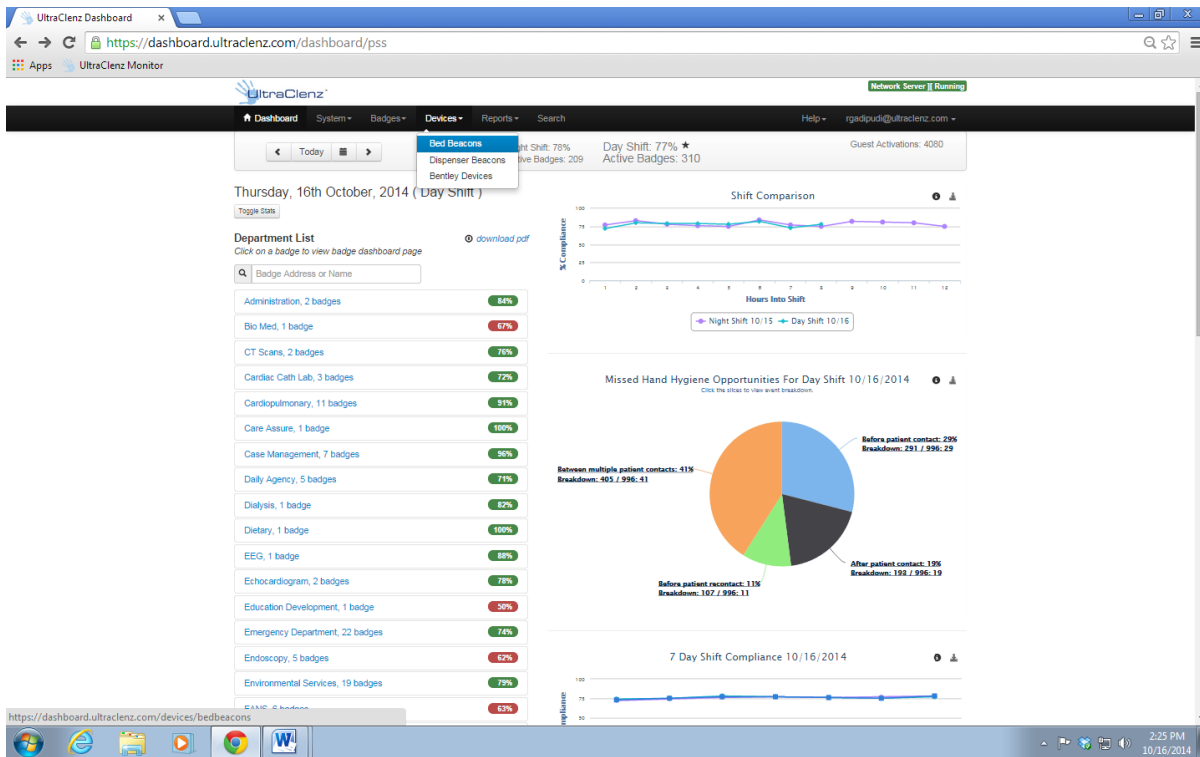 UltraClenz Dashboard
https://dashboard.ultraclenz.com/dashboard/pss
Apps UltraClenz Monitor
UltraClenz
Network Server ][ Running
Dashboard System Badges Devices Reports Search Help rgadipudi@ultraclenz.com
Today
Bed Beacons
Dispenser Beacons
Bentley Devices
Shift: 78%
Badges: 209
Day Shift: 77% ★
Active Badges: 310
Guest Activations: 4080
Thursday, 16th October, 2014 ( Day Shift )
Toggle Stats
Department List
download pdf
Click on a badge to view badge dashboard page
Badge Address or Name
Administration, 2 badges 84%
Bio Med, 1 badge 67%
CT Scans, 2 badges 76%
Cardiac Cath Lab, 3 badges 72%
Cardiopulmonary, 11 badges 91%
Care Assure, 1 badge 100%
Case Management, 7 badges 96%
Daily Agency, 5 badges 71%
Dialysis, 1 badge 82%
Dietary, 1 badge 100%
EEG, 1 badge 88%
Echocardiogram, 2 badges 78%
Education Development, 1 badge 50%
Emergency Department, 22 badges 74%
Endoscopy, 5 badges 62%
Environmental Services, 19 badges 79%
63%
Shift Comparison
% Compliance
100
75
50
25
0
1 2 3 4 5 6 7 8 9 10 11 12
Hours Into Shift
Night Shift 10/15 Day Shift 10/16
Missed Hand Hygiene Opportunities For Day Shift 10/16/2014
Click the slices to view event breakdown.
Before patient contact: 29%
Breakdown: 291 / 996: 29
Between multiple patient contacts: 41%
Breakdown: 405 / 996: 41
After patient contact: 19%
Breakdown: 193 / 996: 19
Before patient recontact: 11%
Breakdown: 107 / 996: 11
7 Day Shift Compliance 10/16/2014
100
75
50
https://dashboard.ultraclenz.com/devices/bedbeacons
2:25 PM
10/16/2014